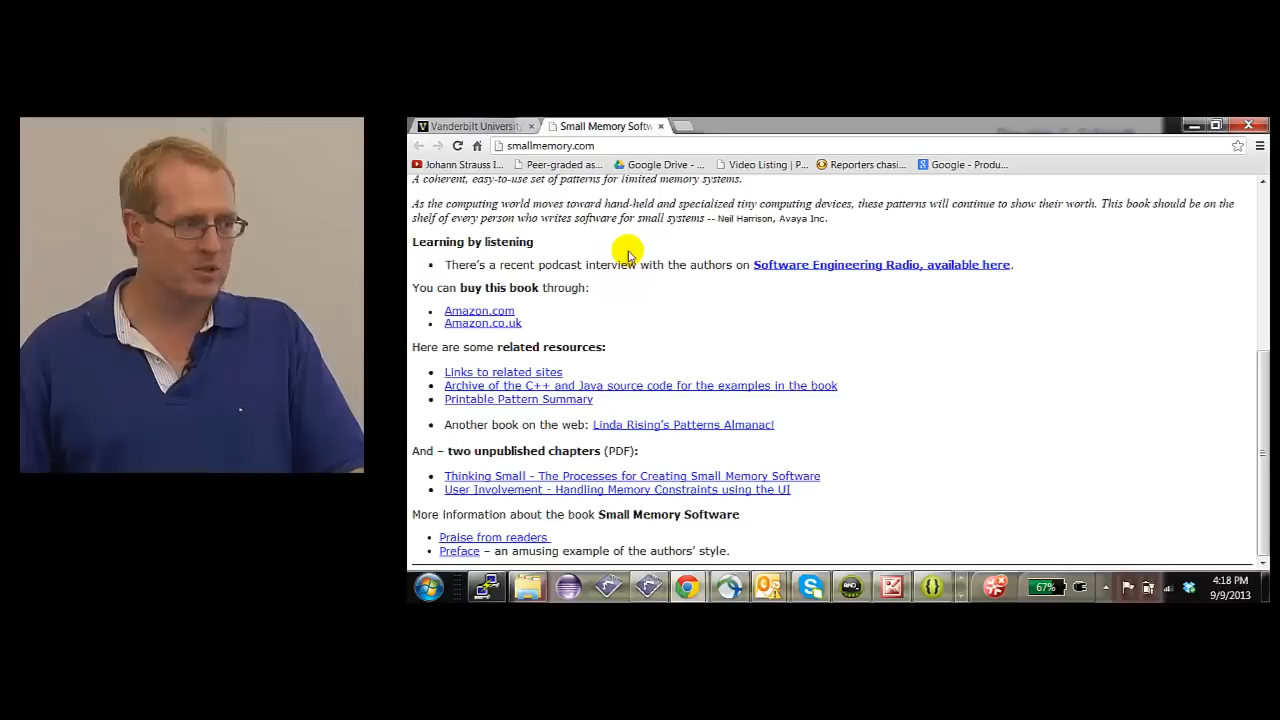 Vanderbilt University
Small Memory Softw
smallmemory.com
Johann Strauss I... Peer-graded as... Google Drive - ... Video Listing | P... Reporters chasi... Google - Produ...
A coherent, easy-to-use set of patterns for limited memory systems.
As the computing world moves toward hand-held and specialized tiny computing devices, these patterns will continue to show their worth. This book should be on the
shelf of every person who writes software for small systems -- Neil Harrison, Avaya Inc.
Learning by listening
• There's a recent podcast interview with the authors on Software Engineering Radio, available here.
You can buy this book through:
• Amazon.com
• Amazon.co.uk
Here are some related resources:
• Links to related sites
• Archive of the C++ and Java source code for the examples in the book
• Printable Pattern Summary
• Another book on the web: Linda Rising's Patterns Almanac!
And – two unpublished chapters (PDF):
• Thinking Small - The Processes for Creating Small Memory Software
• User Involvement - Handling Memory Constraints using the UI
More information about the book Small Memory Software
• Praise from readers
• Preface – an amusing example of the authors' style.
67%
4:18 PM
9/9/2013